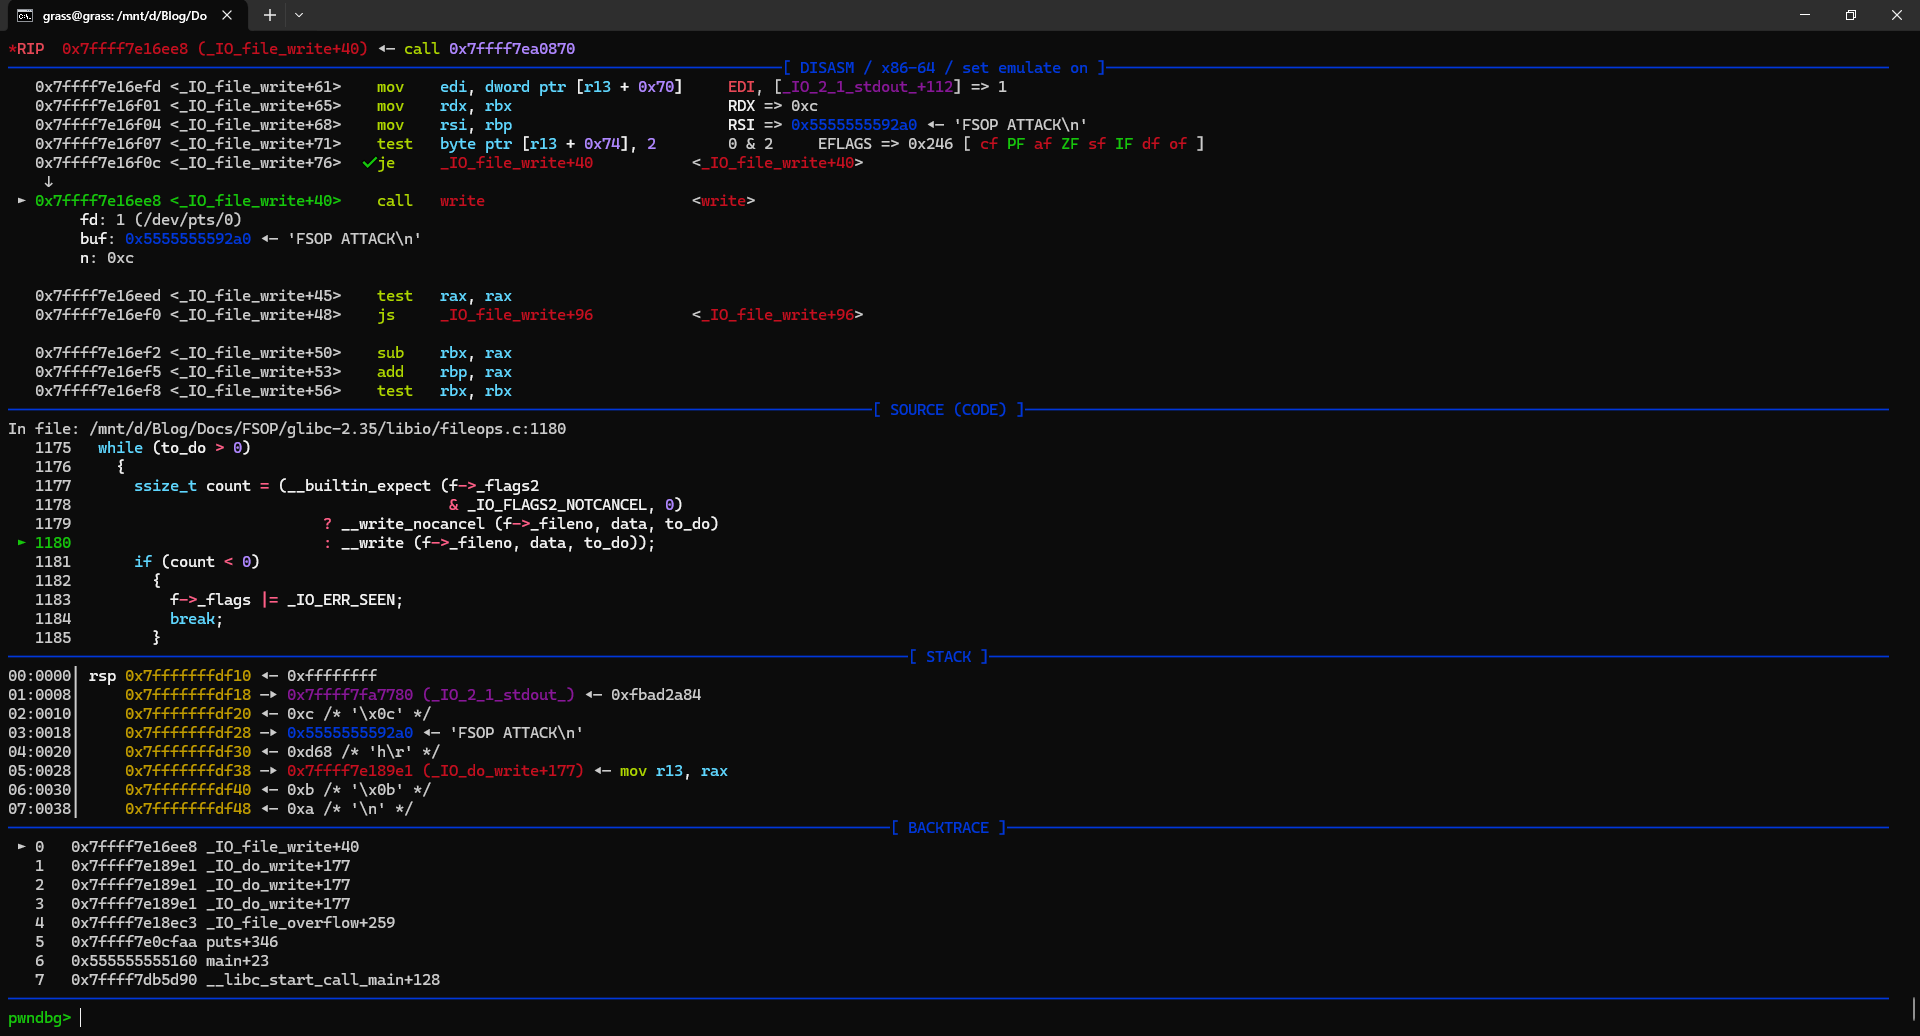 grass@grass: /mnt/d/Blog/Do
*RIP  0x7ffff7e16ee8 (_IO_file_write+40) ◂— call 0x7ffff7ea0870
[ DISASM / x86-64 / set emulate on ]
0x7ffff7e16efd <_IO_file_write+61>    mov    edi, dword ptr [r13 + 0x70]     EDI, [_IO_2_1_stdout_+112] => 1
0x7ffff7e16f01 <_IO_file_write+65>    mov    rdx, rbx                        RDX => 0xc
0x7ffff7e16f04 <_IO_file_write+68>    mov    rsi, rbp                        RSI => 0x5555555592a0 ◂— 'FSOP ATTACK\n'
0x7ffff7e16f07 <_IO_file_write+71>    test   byte ptr [r13 + 0x74], 2        0 & 2     EFLAGS => 0x246 [ cf PF af ZF sf IF df of ]
0x7ffff7e16f0c <_IO_file_write+76>  ✔ je     _IO_file_write+40           <_IO_file_write+40>
↓
► 0x7ffff7e16ee8 <_IO_file_write+40>    call   write                       <write>
fd: 1 (/dev/pts/0)
buf: 0x5555555592a0 ◂— 'FSOP ATTACK\n'
n: 0xc
0x7ffff7e16eed <_IO_file_write+45>    test   rax, rax
0x7ffff7e16ef0 <_IO_file_write+48>    js     _IO_file_write+96           <_IO_file_write+96>
0x7ffff7e16ef2 <_IO_file_write+50>    sub    rbx, rax
0x7ffff7e16ef5 <_IO_file_write+53>    add    rbp, rax
0x7ffff7e16ef8 <_IO_file_write+56>    test   rbx, rbx
[ SOURCE (CODE) ]
In file: /mnt/d/Blog/Docs/FSOP/glibc-2.35/libio/fileops.c:1180
1175   while (to_do > 0)
1176     {
1177       ssize_t count = (__builtin_expect (f->_flags2
1178                                          & _IO_FLAGS2_NOTCANCEL, 0)
1179                            ? __write_nocancel (f->_fileno, data, to_do)
► 1180                            : __write (f->_fileno, data, to_do));
1181       if (count < 0)
1182         {
1183           f->_flags |= _IO_ERR_SEEN;
1184           break;
1185         }
[ STACK ]
00:0000│ rsp 0x7fffffffdf10 ◂— 0xffffffff
01:0008│     0x7fffffffdf18 —▸ 0x7ffff7fa7780 (_IO_2_1_stdout_) ◂— 0xfbad2a84
02:0010│     0x7fffffffdf20 ◂— 0xc /* '\x0c' */
03:0018│     0x7fffffffdf28 —▸ 0x5555555592a0 ◂— 'FSOP ATTACK\n'
04:0020│     0x7fffffffdf30 ◂— 0xd68 /* 'h\r' */
05:0028│     0x7fffffffdf38 —▸ 0x7ffff7e189e1 (_IO_do_write+177) ◂— mov r13, rax
06:0030│     0x7fffffffdf40 ◂— 0xb /* '\x0b' */
07:0038│     0x7fffffffdf48 ◂— 0xa /* '\n' */
[ BACKTRACE ]
► 0   0x7ffff7e16ee8 _IO_file_write+40
1   0x7ffff7e189e1 _IO_do_write+177
2   0x7ffff7e189e1 _IO_do_write+177
3   0x7ffff7e189e1 _IO_do_write+177
4   0x7ffff7e18ec3 _IO_file_overflow+259
5   0x7ffff7e0cfaa puts+346
6   0x555555555160 main+23
7   0x7ffff7db5d90 __libc_start_call_main+128
pwndbg>